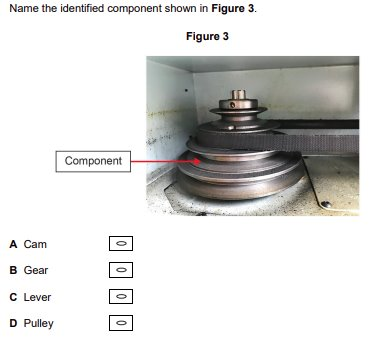 Name the identified component shown in Figure 3.
Figure 3
Component
A Cam
B Gear
C Lever
D Pulley